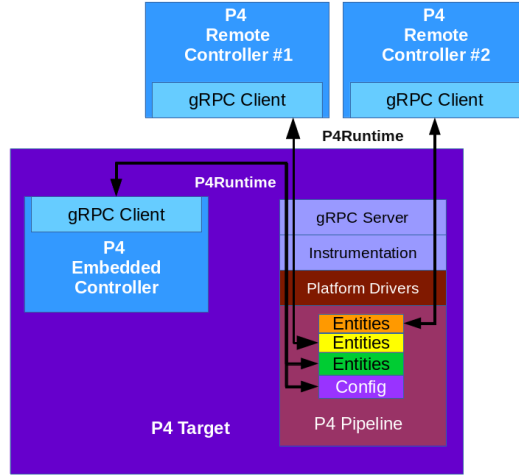 P4
Remote
Controller #1
gRPC Client
P4
Remote
Controller #2
gRPC Client
P4Runtime
P4Runtime
gRPC Client
P4
Embedded
Controller
gRPC Server
Instrumentation
Platform Drivers
Entities
Entities
Entities
Config
P4 Pipeline
P4 Target